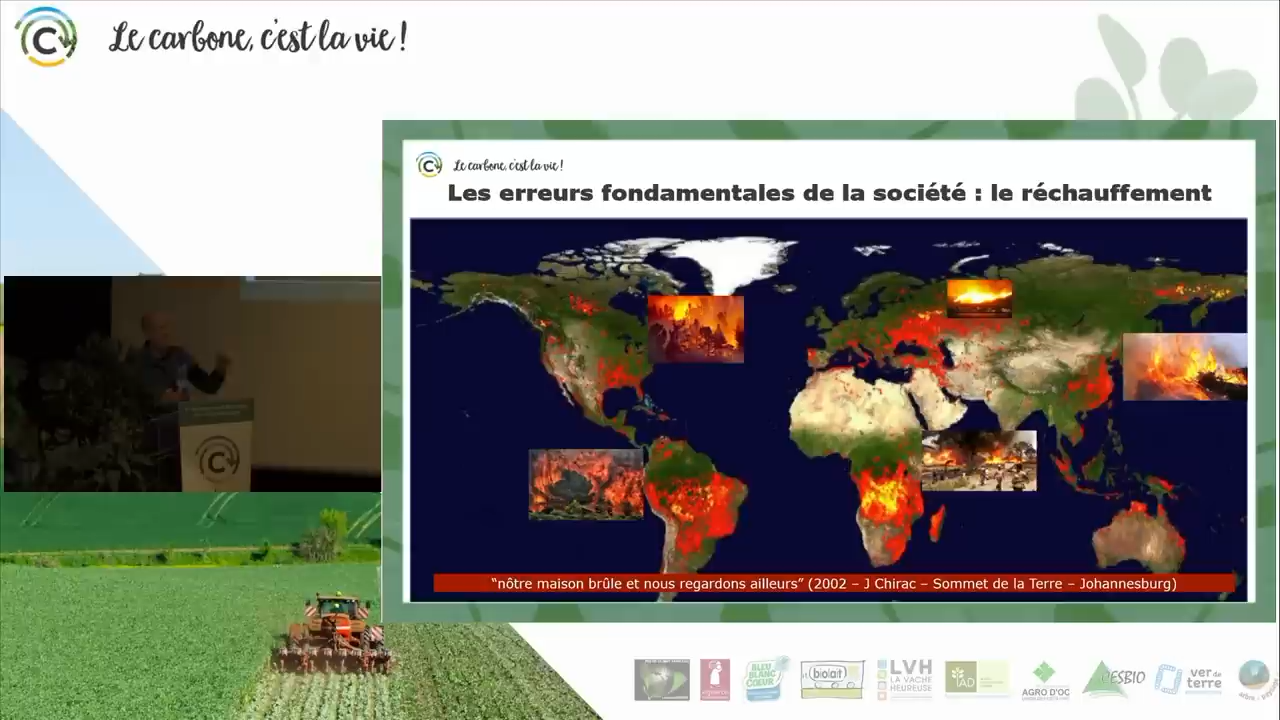 Le carbone, c'est la vie !
Le carbone, c'est la vie !
Les erreurs fondamentales de la société : le réchauffement
“nôtre maison brûle et nous regardons ailleurs” (2002 – J Chirac – Sommet de la Terre – Johannesburg)
BLEU
BLANC
CŒUR
biolait
LVH
LA VACHE
HEUREUSE
IAD
AGRO D'OC
CESBIO
ver de
terre